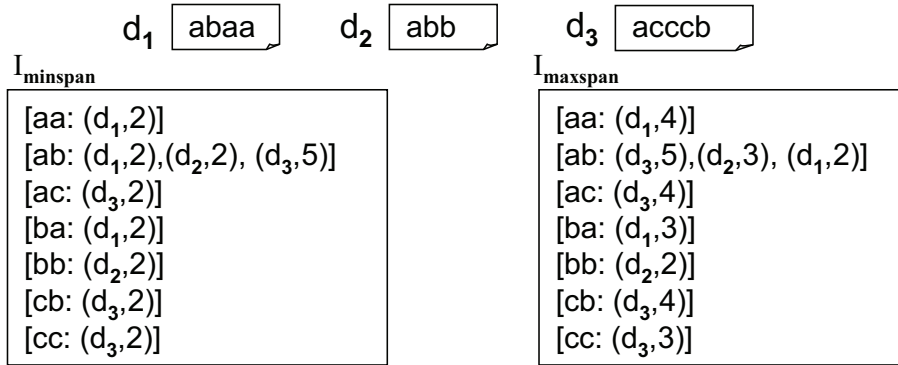 d₁ abaa d₂ abb d₃ acccb
I_minspan
[aa: (d₁,2)]
[ab: (d₁,2),(d₂,2), (d₃,5)]
[ac: (d₃,2)]
[ba: (d₁,2)]
[bb: (d₂,2)]
[cb: (d₃,2)]
[cc: (d₃,2)]
I_maxspan
[aa: (d₁,4)]
[ab: (d₃,5),(d₂,3), (d₁,2)]
[ac: (d₃,4)]
[ba: (d₁,3)]
[bb: (d₂,2)]
[cb: (d₃,4)]
[cc: (d₃,3)]